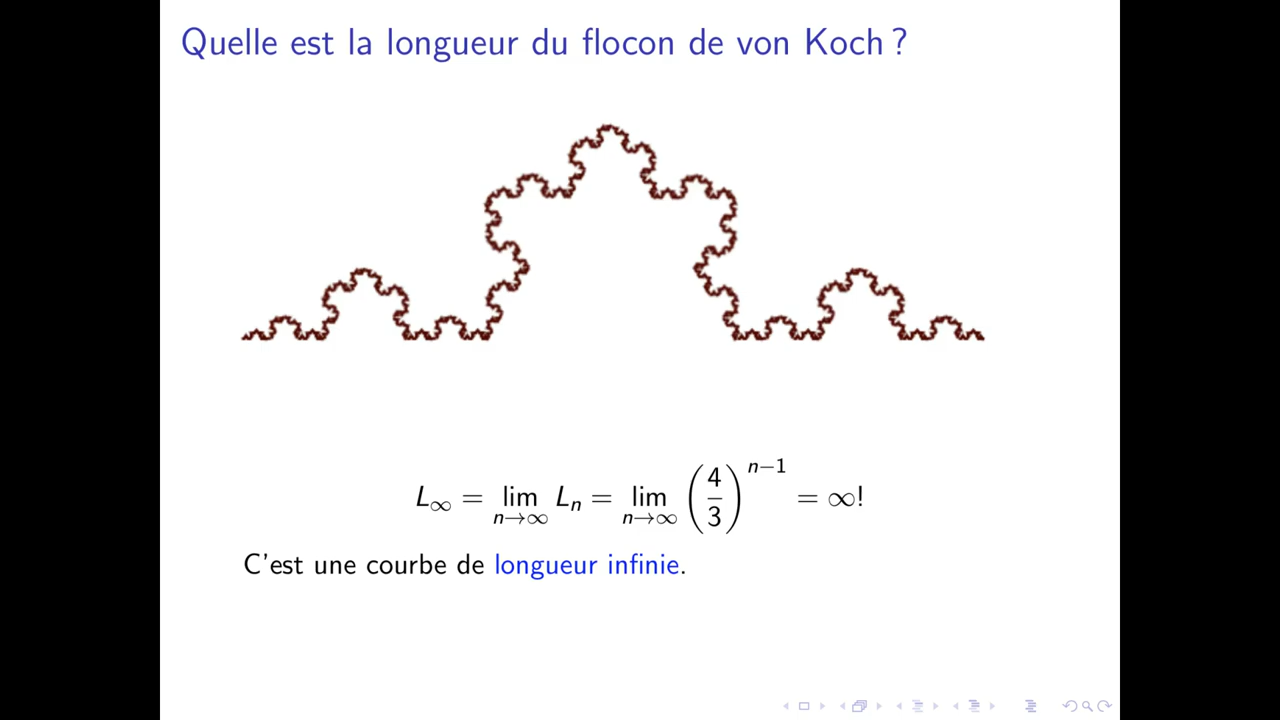 Quelle est la longueur du flocon de von Koch ?
L∞ = lim n→∞ Ln = lim n→∞ (4/3)^n−1 = ∞!
C'est une courbe de longueur infinie.